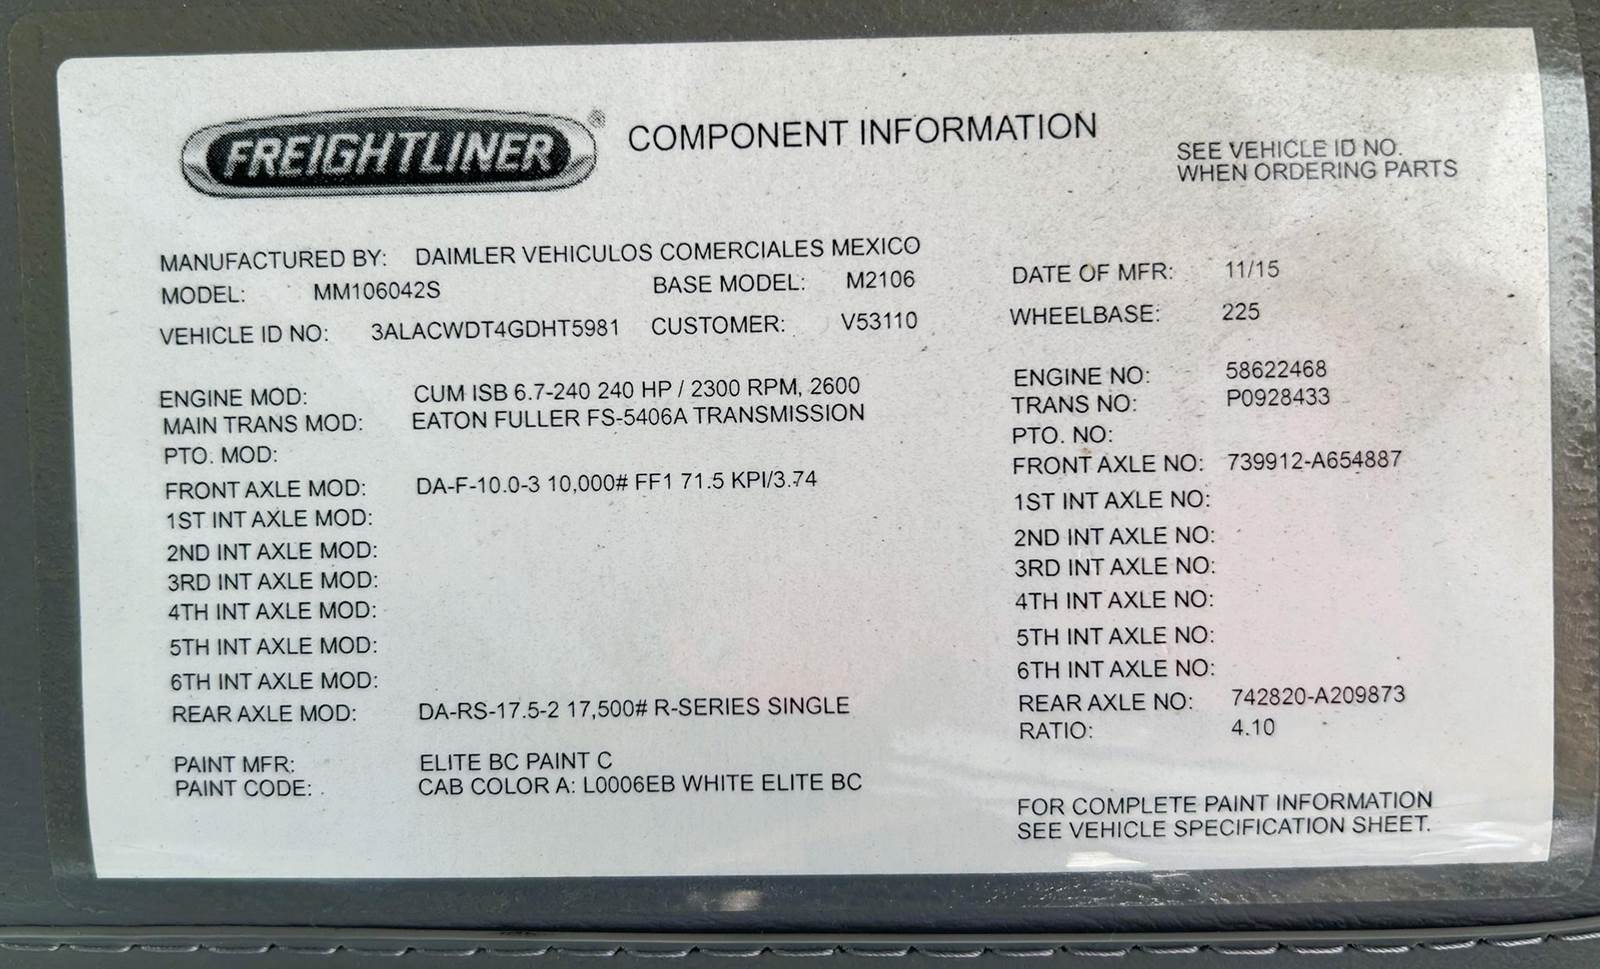 FREIGHTLINER® COMPONENT INFORMATION
SEE VEHICLE ID NO.
WHEN ORDERING PARTS
MANUFACTURED BY: DAIMLER VEHICULOS COMERCIALES MEXICO
MODEL: MM106042S BASE MODEL: M2106 DATE OF MFR: 11/15
VEHICLE ID NO: 3ALACWDT4GDHT5981 CUSTOMER: V53110 WHEELBASE: 225
ENGINE MOD: CUM ISB 6.7-240 240 HP / 2300 RPM, 2600 ENGINE NO: 58622468
MAIN TRANS MOD: EATON FULLER FS-5406A TRANSMISSION TRANS NO: P0928433
PTO. MOD: PTO. NO:
FRONT AXLE MOD: DA-F-10.0-3 10,000# FF1 71.5 KPI/3.74 FRONT AXLE NO: 739912-A654887
1ST INT AXLE MOD: 1ST INT AXLE NO:
2ND INT AXLE MOD: 2ND INT AXLE NO:
3RD INT AXLE MOD: 3RD INT AXLE NO:
4TH INT AXLE MOD: 4TH INT AXLE NO:
5TH INT AXLE MOD: 5TH INT AXLE NO:
6TH INT AXLE MOD: 6TH INT AXLE NO:
REAR AXLE MOD: DA-RS-17.5-2 17,500# R-SERIES SINGLE REAR AXLE NO: 742820-A209873
RATIO: 4.10
PAINT MFR: ELITE BC PAINT C
PAINT CODE: CAB COLOR A: L0006EB WHITE ELITE BC
FOR COMPLETE PAINT INFORMATION
SEE VEHICLE SPECIFICATION SHEET.